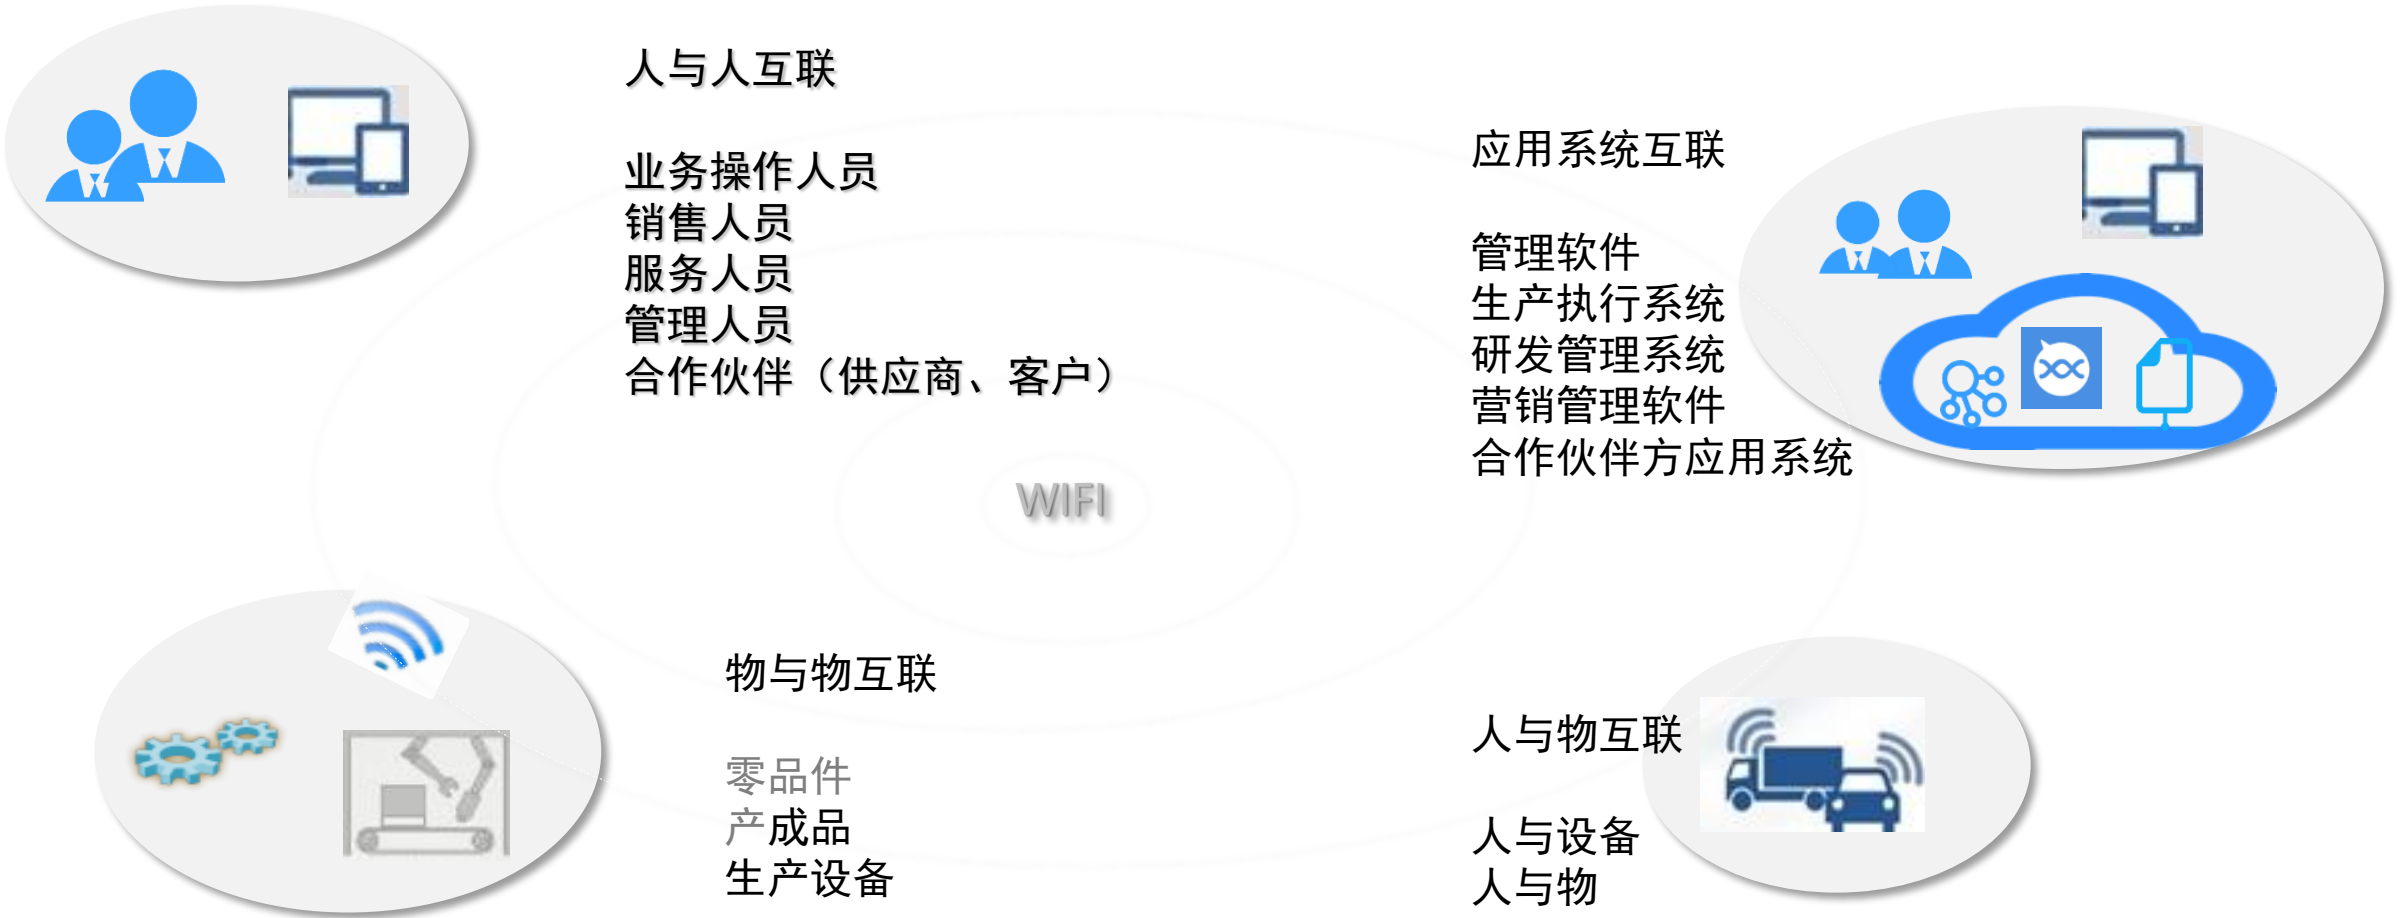 人与人互联
业务操作人员
销售人员
服务人员
管理人员
合作伙伴（供应商、客户）
应用系统互联
管理软件
生产执行系统
研发管理系统
营销管理软件
合作伙伴方应用系统
WIFI
物与物互联
零品件
产成品
生产设备
人与物互联
人与设备
人与物